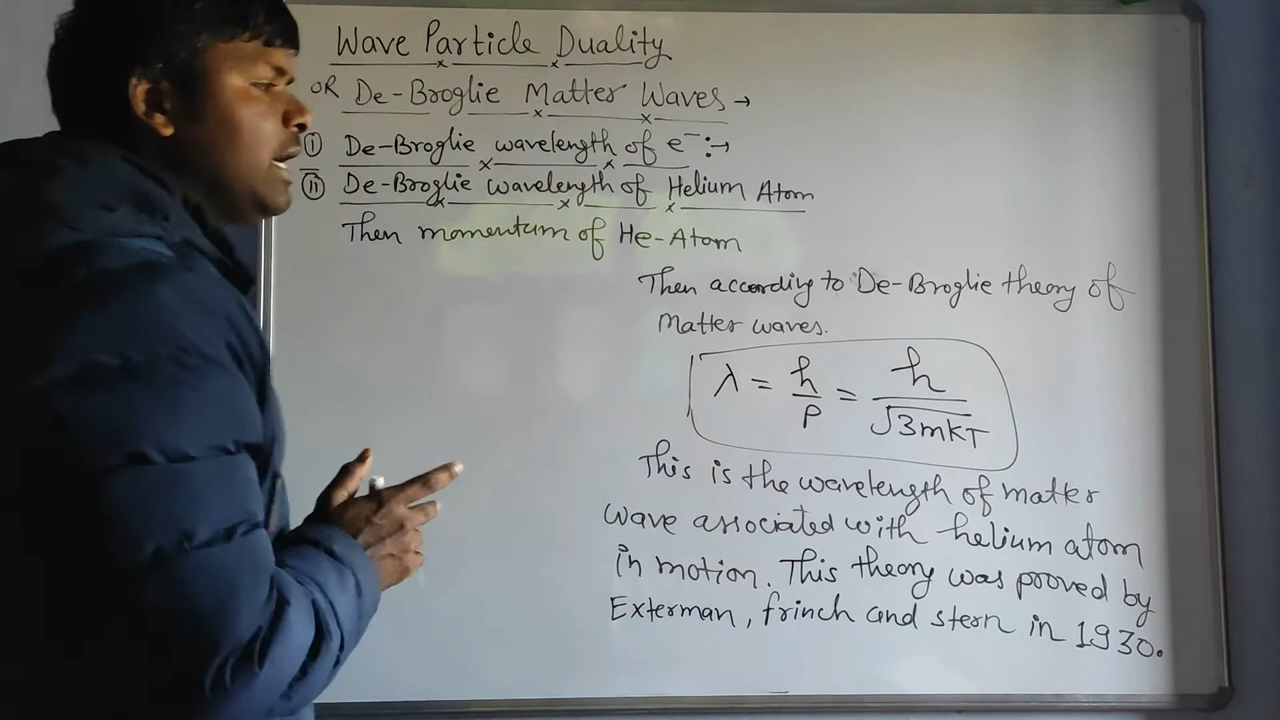 Wave Particle Duality
OR De-Broglie Matter Waves →
(i) De-Broglie wavelength of e⁻ :→
(ii) De-Broglie wavelength of Helium Atom
Then momentum of He-Atom
Then according to De-Broglie theory of
Matter waves.
λ = h/p = h/√3mKT
This is the wavelength of matter
wave associated with helium atom
in motion. This theory was proved by
Exterman, frinch and stern in 1930.